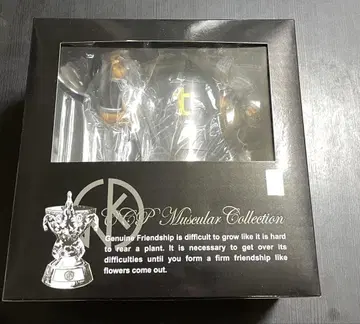 C.C.P Muscular Collection
Genuine Friendship is difficult to grow like it is hard
to rear a plant. It is necessary to get over its
difficulties until you form a firm friendship like
flowers come out.